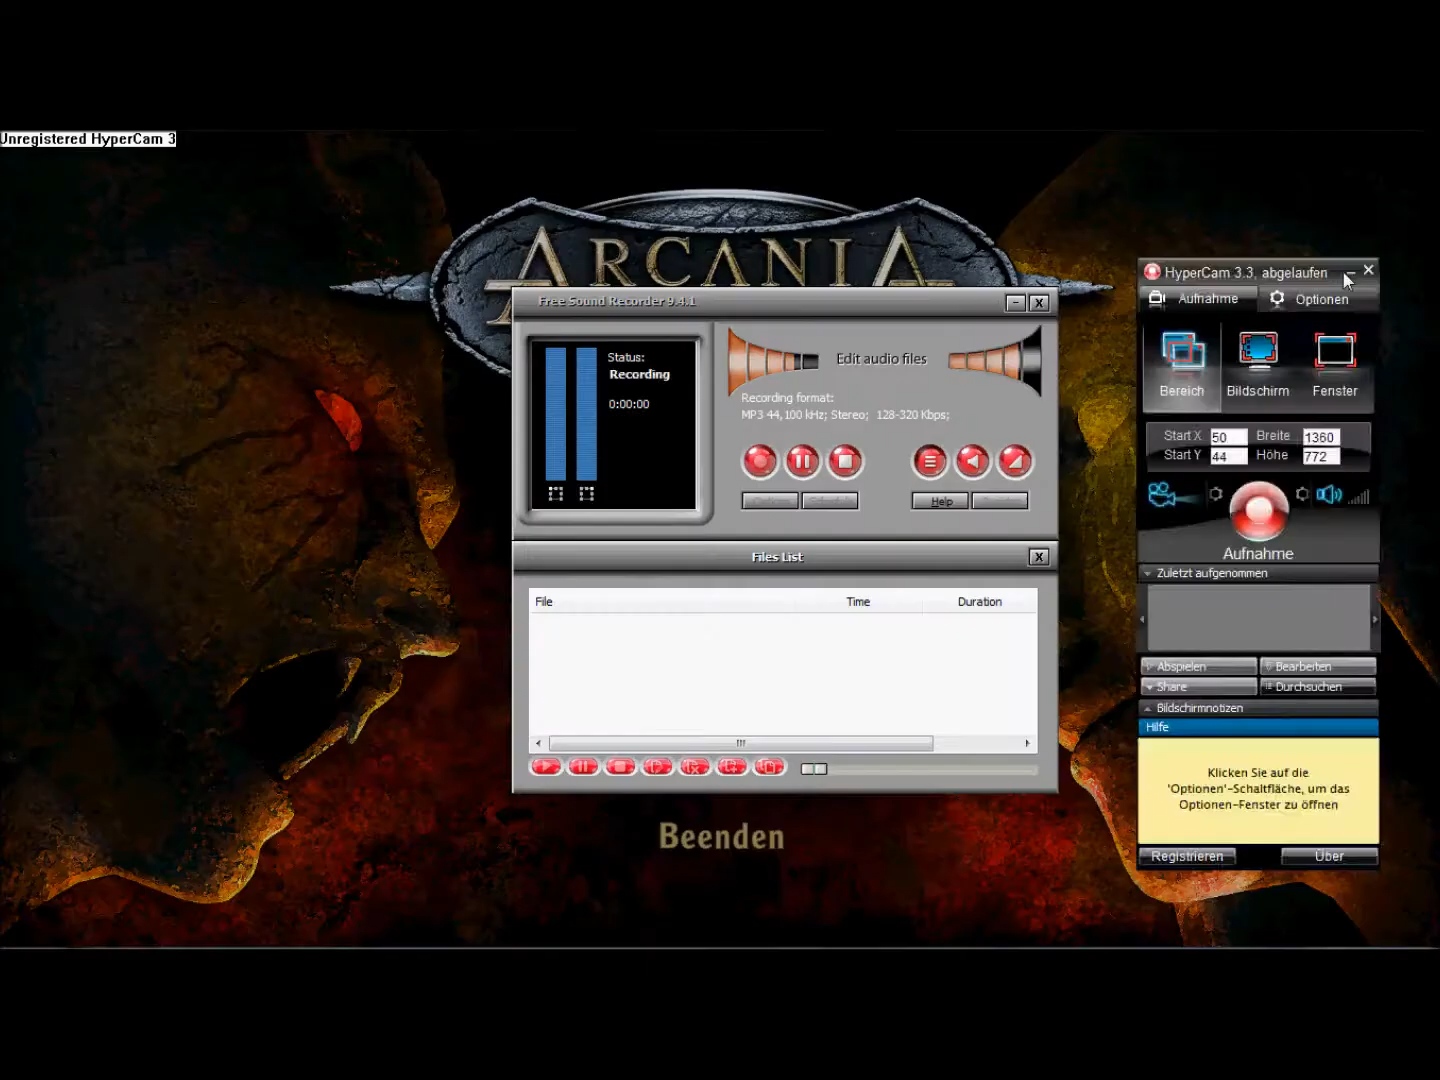 Unregistered HyperCam 3
ARCANIA
Free Sound Recorder 9.4.1
Status:
Recording
0:00:00
Edit audio files
Recording format:
MP3 44,100 kHz; Stereo; 128-320 Kbps;
Help
Files List
File Time Duration
Beenden
HyperCam 3.3, abgelaufen
Aufnahme Optionen
Bereich Bildschirm Fenster
Start X 50 Breite 1360
Start Y 44 Höhe 772
Aufnahme
Zuletzt aufgenommen
Abspielen Bearbeiten
Share Durchsuchen
Bildschirmnotizen
Hilfe
Klicken Sie auf die
'Optionen'-Schaltfläche, um das
Optionen-Fenster zu öffnen
Registrieren Über